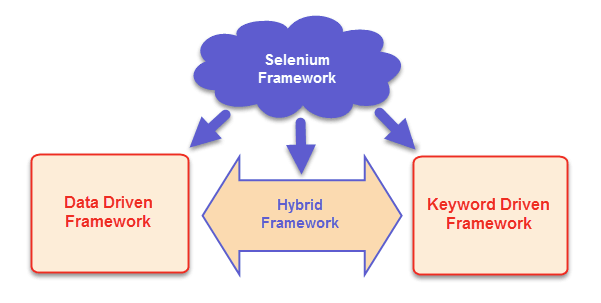 Selenium
Framework
Data Driven
Framework
Hybrid
Framework
Keyword Driven
Framework